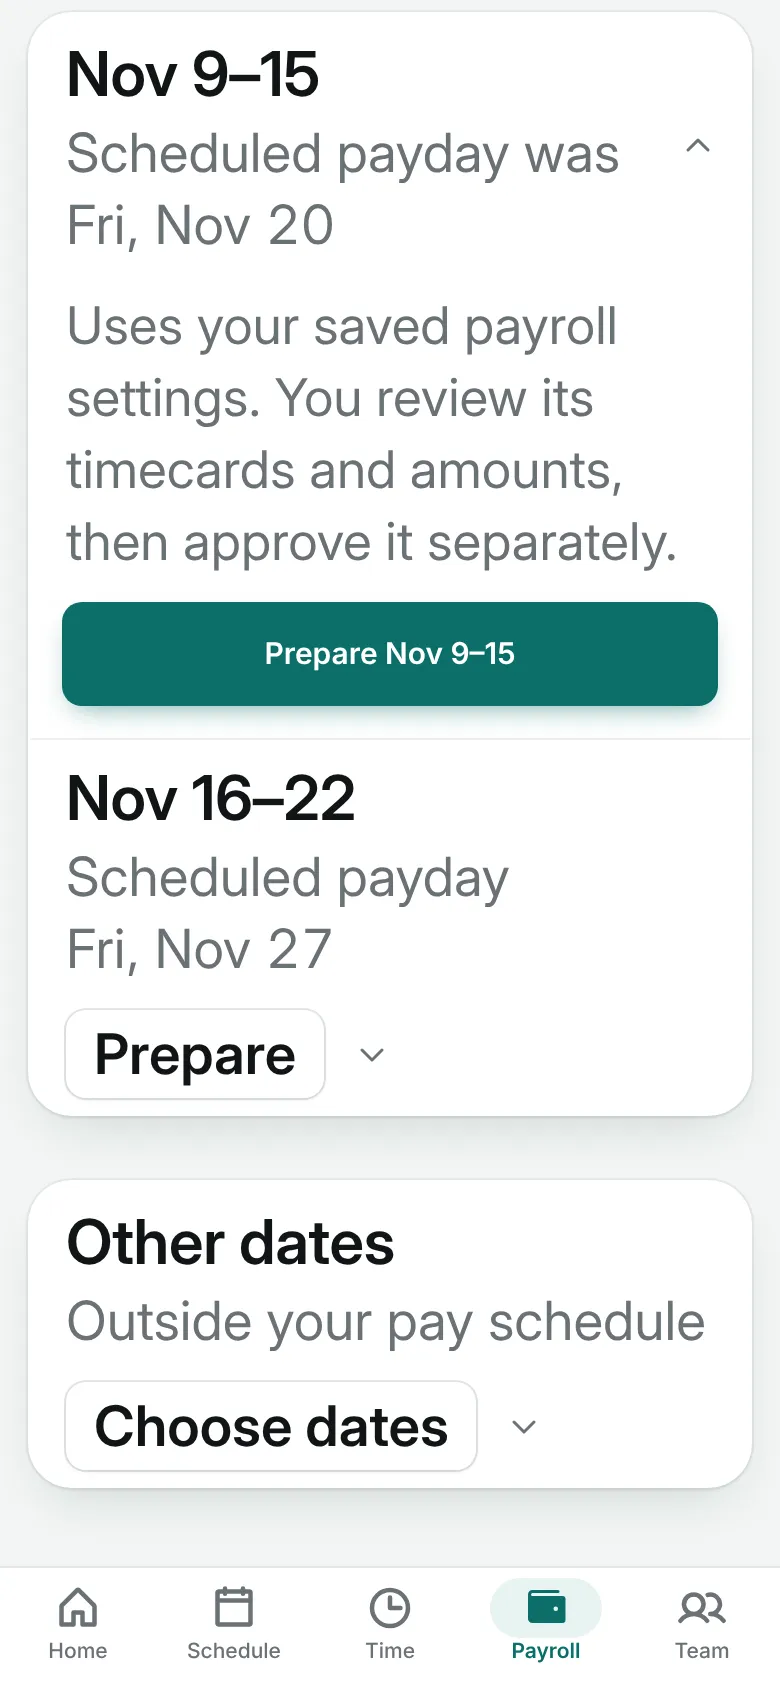 Nov 9–15
Scheduled payday was
Fri, Nov 20
Uses your saved payroll
settings. You review its
timecards and amounts,
then approve it separately.
Prepare Nov 9–15
Nov 16–22
Scheduled payday
Fri, Nov 27
Prepare
Other dates
Outside your pay schedule
Choose dates
Home
Schedule
Time
Payroll
Team